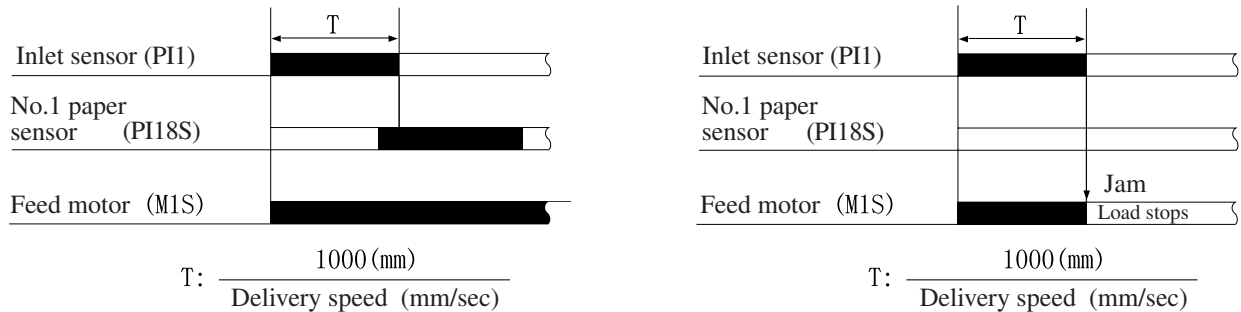 T
Inlet sensor (PI1)
No.1 paper
sensor (PI18S)
Feed motor (M1S)
T: 1000(mm)
Delivery speed (mm/sec)
T
Inlet sensor (PI1)
No.1 paper
sensor (PI18S)
Jam
Feed motor (M1S)
Load stops
T: 1000(mm)
Delivery speed (mm/sec)